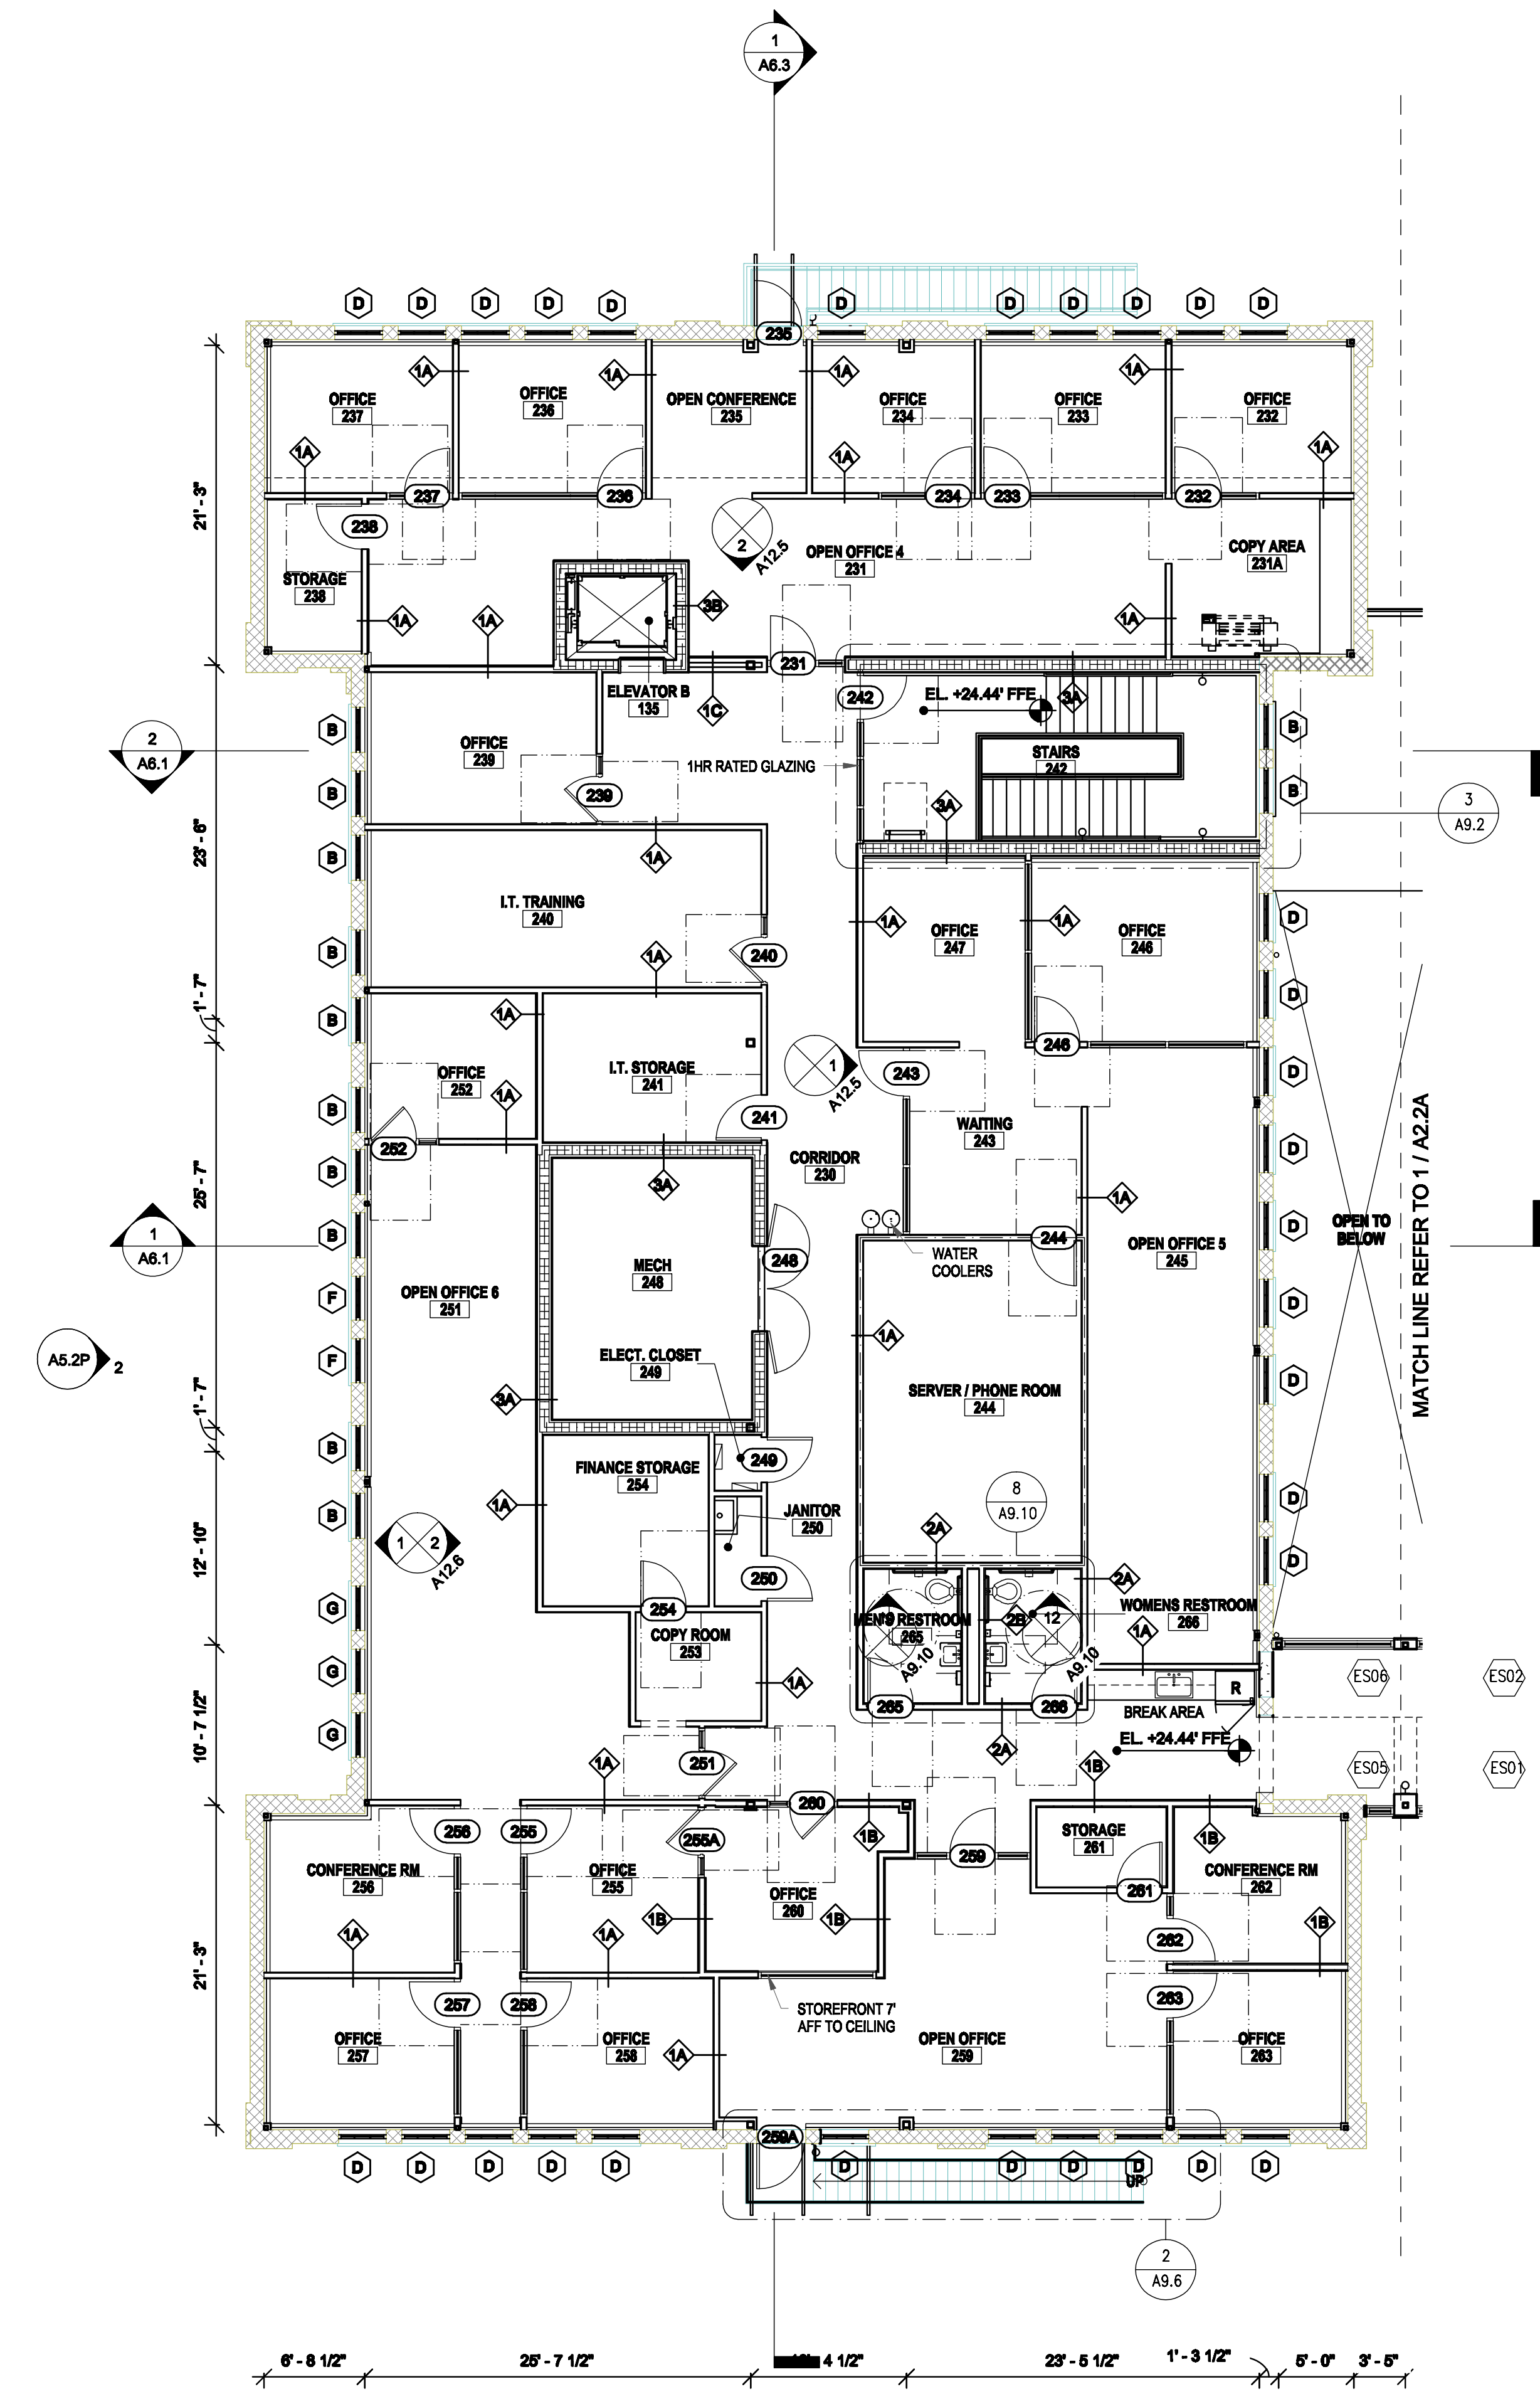 1
A6.3
D D D D D D D D D D D
235
OFFICE
237
1A
OFFICE
236
1A
OPEN CONFERENCE
235
1A
OFFICE
234
OFFICE
233
1A
OFFICE
232
1A
1A
1A
237
236
234
233
232
21' - 3"
238
STORAGE
238
1A
1A
2
A12.5
OPEN OFFICE 4
231
COPY AREA
231A
1A
3B
231
ELEVATOR B
135
1C
242
EL. +24.44' FFE
3A
2
A6.1
B
OFFICE
239
STAIRS
242
B
1HR RATED GLAZING
B
239
3A
B
3
A9.2
23' - 6"
1A
B
I.T. TRAINING
240
1A
240
1A
OFFICE
247
1A
OFFICE
246
D
B
1' - 7"
1A
B
D
OFFICE
252
1A
I.T. STORAGE
241
1
A12.5
243
246
D
B
241
252
WAITING
243
D
MATCH LINE REFER TO 1 / A2.2A
25' - 7"
B
3A
CORRIDOR
230
1A
1
A6.1
B
244
OPEN OFFICE 5
245
D
OPEN TO
BELOW
WATER
COOLERS
248
MECH
248
OPEN OFFICE 6
251
F
D
1A
A5.2P
2
F
ELECT. CLOSET
249
D
SERVER / PHONE ROOM
244
1' - 7"
3A
B
249
FINANCE STORAGE
254
8
A9.10
D
1A
JANITOR
250
B
2A
12' - 10"
1 2
A12.6
D
250
2A
G
254
COPY ROOM
253
MEN'S RESTROOM
265
A9.10
2B
12
A9.10
WOMENS RESTROOM
266
1A
G
1A
ES06
ES02
R
265
266
BREAK AREA
10' - 7 1/2"
G
EL. +24.44' FFE
2A
251
1A
1B
ES05
ES01
260
256
255
255A
1B
STORAGE
261
1B
259
CONFERENCE RM
256
OFFICE
255
OFFICE
260
261
CONFERENCE RM
262
1A
1B
1A
1B
262
1B
21' - 3"
257
258
263
STOREFRONT 7'
AFF TO CEILING
OFFICE
257
OFFICE
258
1A
OPEN OFFICE
259
OFFICE
263
259A
D D D D D D D D D D D
UP
2
A9.6
6' - 8 1/2"
25' - 7 1/2"
4 1/2"
23' - 5 1/2"
1' - 3 1/2"
5' - 0"
3' - 5"